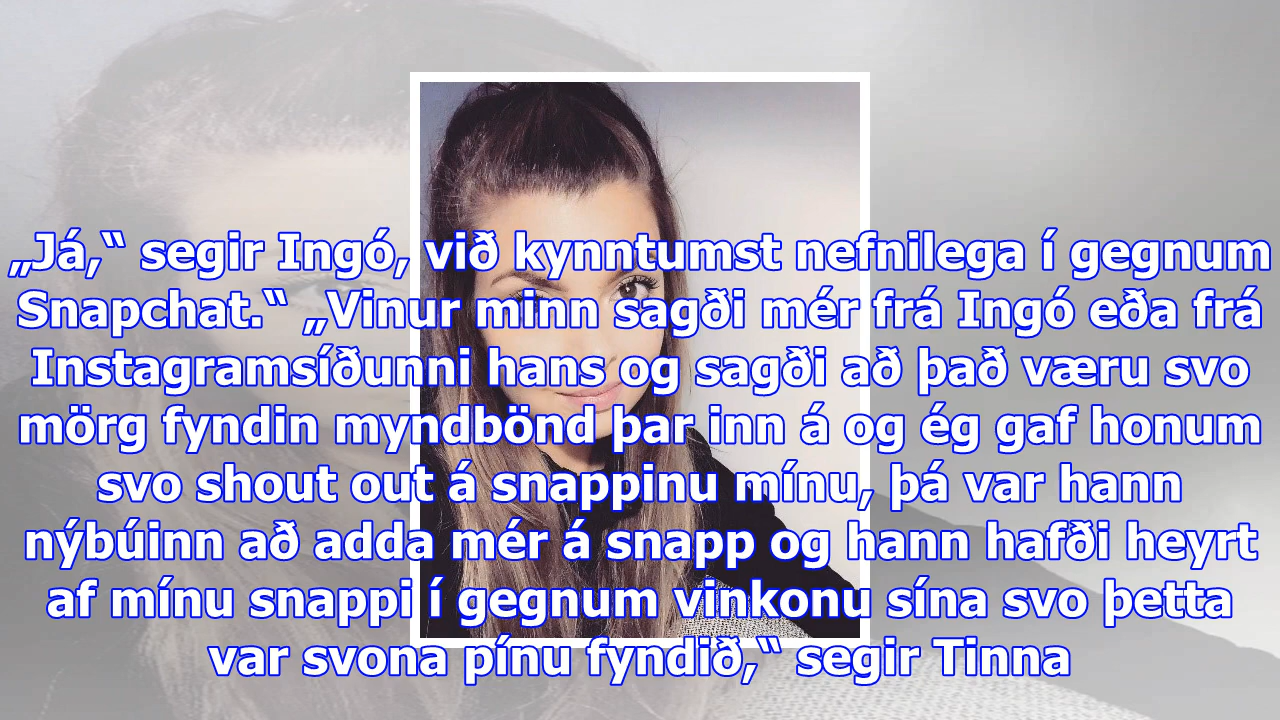 „Já,“ segir Ingó, við kynntumst nefnilega í gegnum
Snapchat.“ „Vinur minn sagði mér frá Ingó eða frá
Instagramsíðunni hans og sagði að það væru svo
mörg fyndin myndbönd þar inn á og ég gaf honum
svo shout out á snappinu mínu, þá var hann
nýbúinn að adda mér á snapp og hann hafði heyrt
af mínu snappi í gegnum vinkonu sína svo þetta
var svona pínu fyndið,“ segir Tinna